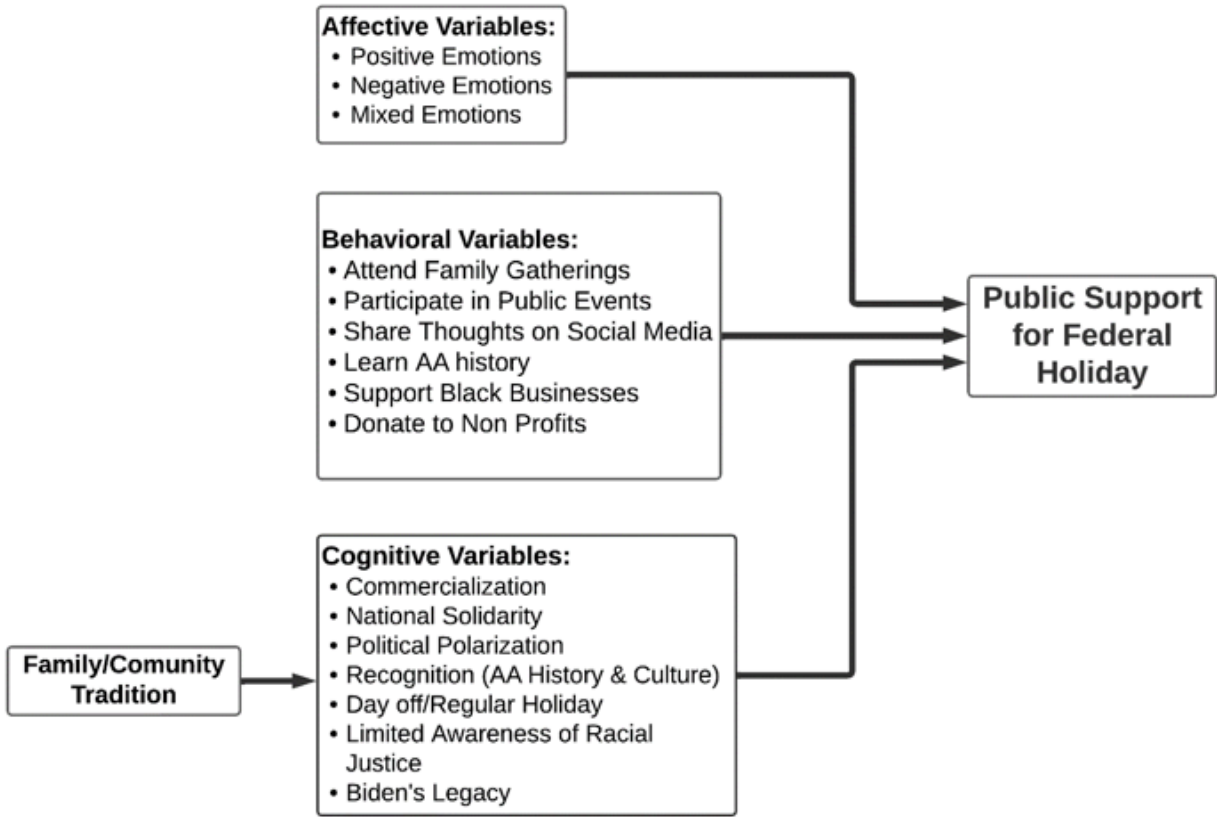 Affective Variables:
• Positive Emotions
• Negative Emotions
• Mixed Emotions
Behavioral Variables:
• Attend Family Gatherings
• Participate in Public Events
• Share Thoughts on Social Media
• Learn AA history
• Support Black Businesses
• Donate to Non Profits
Public Support
for Federal
Holiday
Cognitive Variables:
• Commercialization
• National Solidarity
• Political Polarization
• Recognition (AA History & Culture)
• Day off/Regular Holiday
• Limited Awareness of Racial
Justice
• Biden's Legacy
Family/Comunity
Tradition